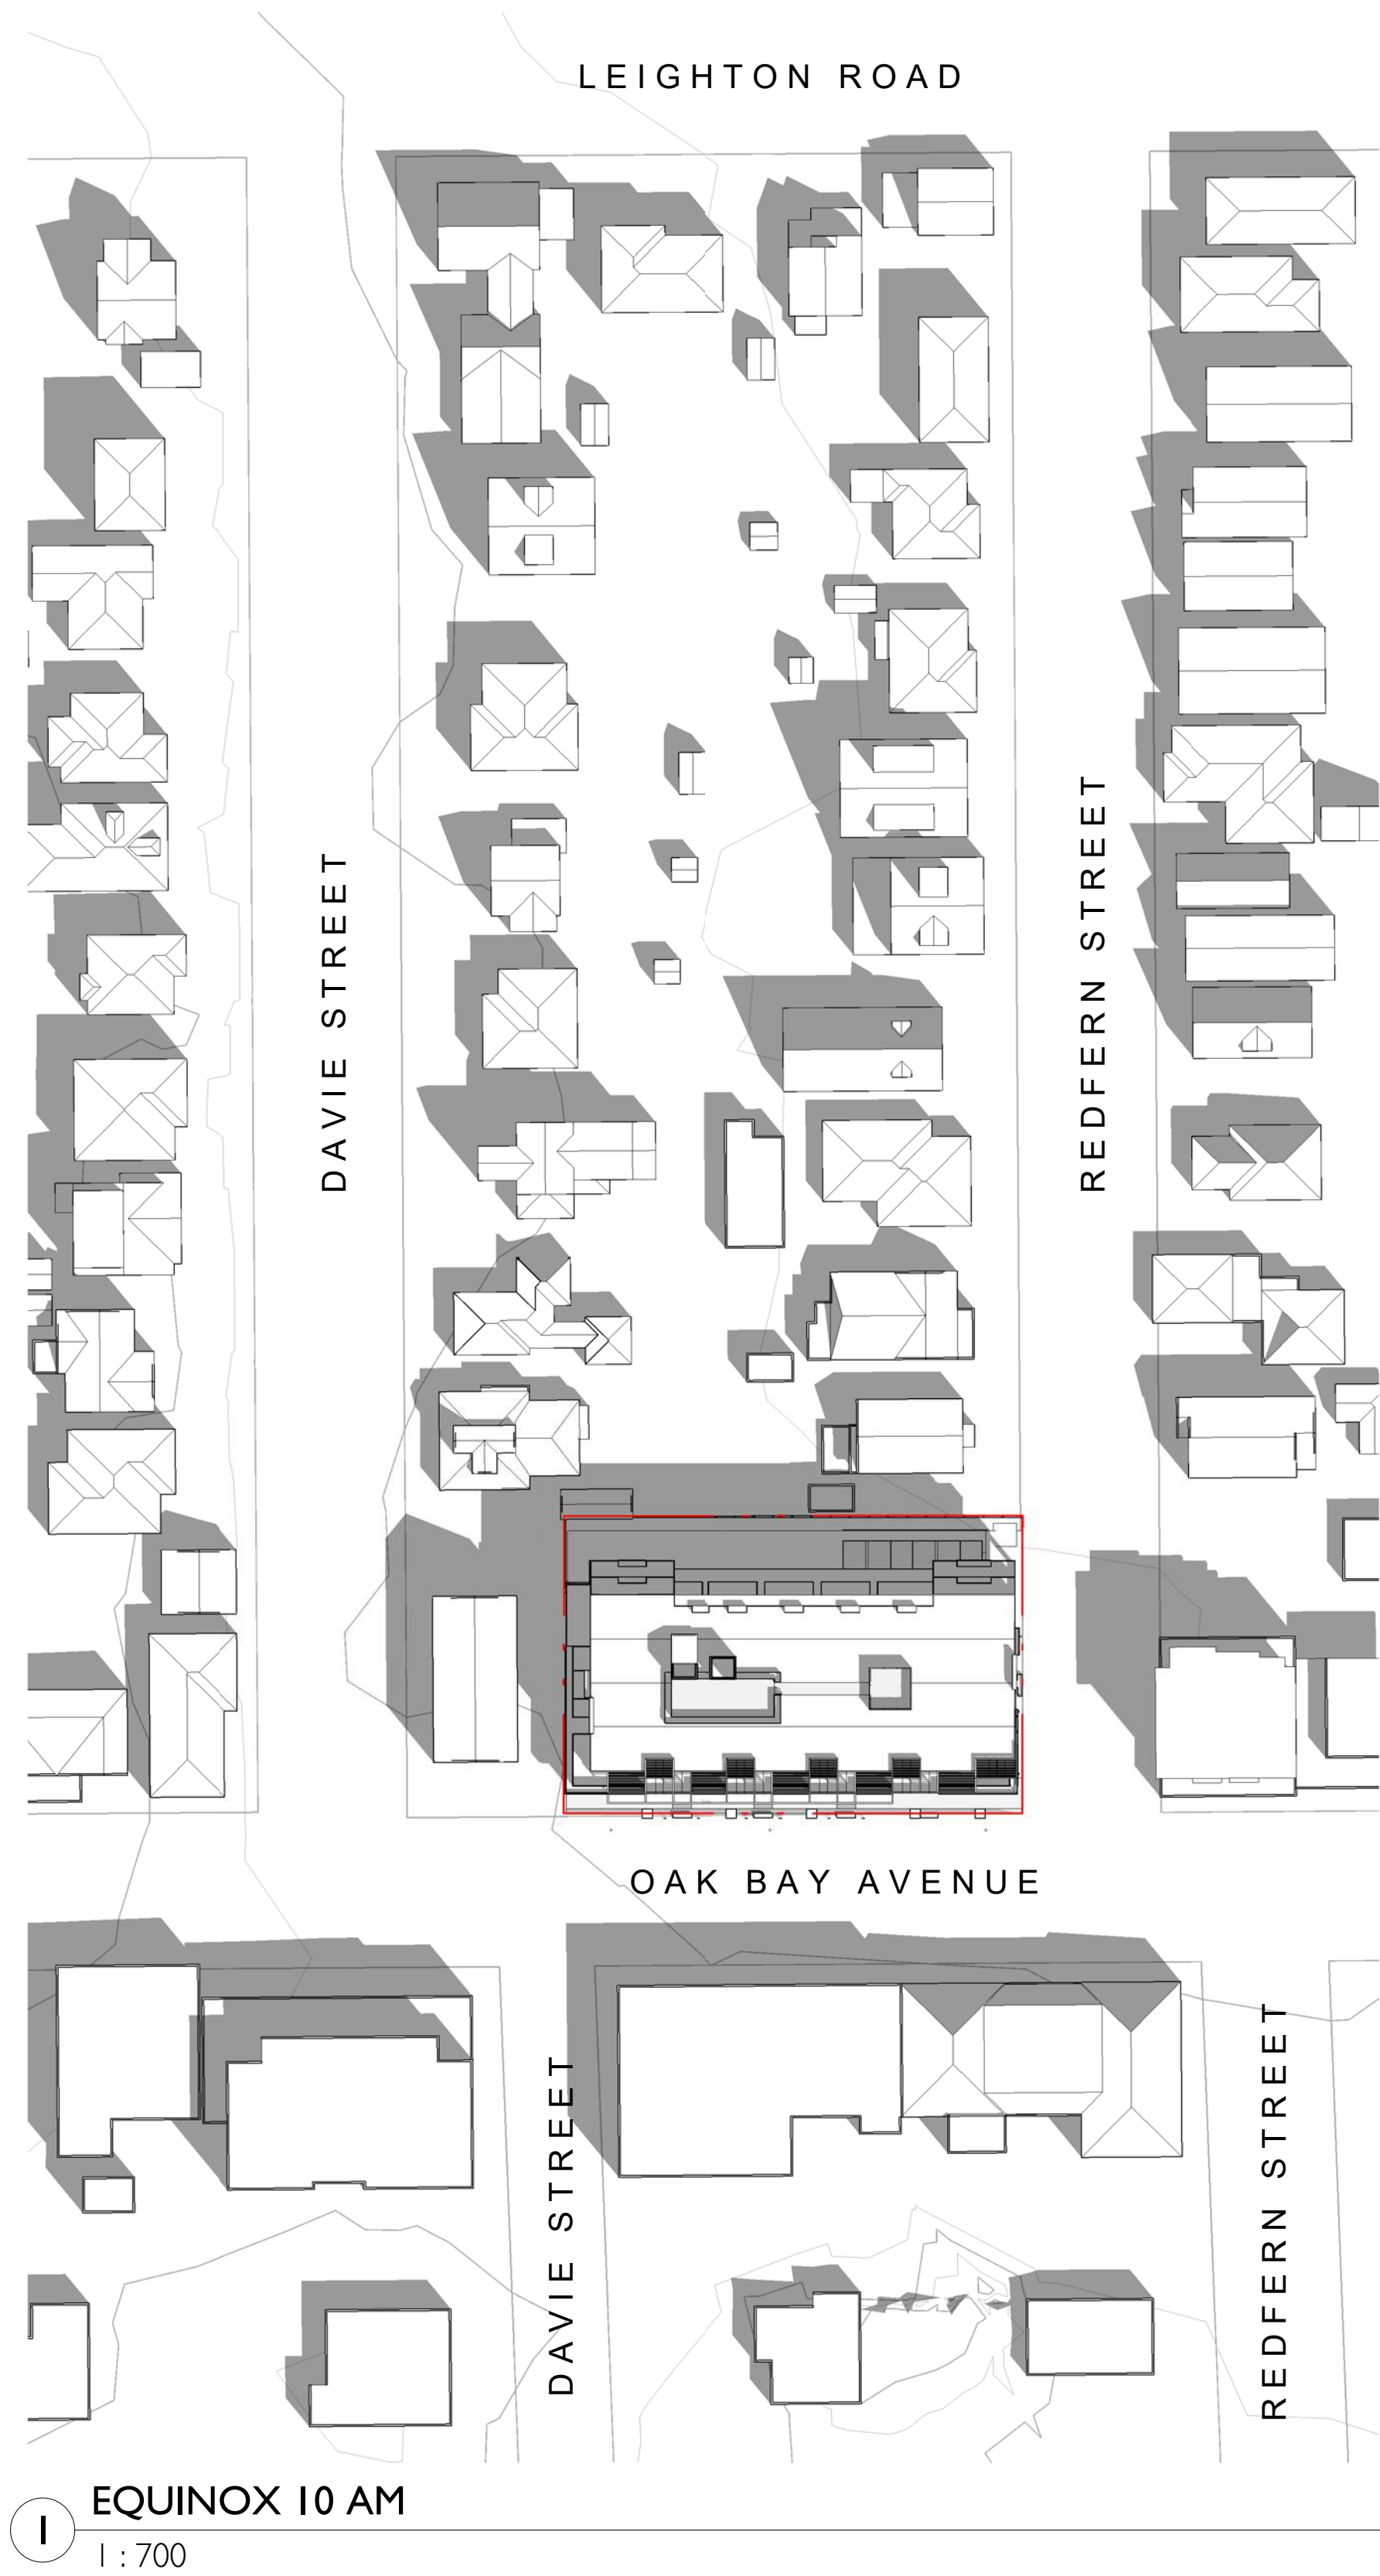 LEIGHTON ROAD
DAVIE STREET
REDFERN STREET
OAK BAY AVENUE
DAVIE STREET
REDFERN STREET
1 EQUINOX 10 AM
1 : 700